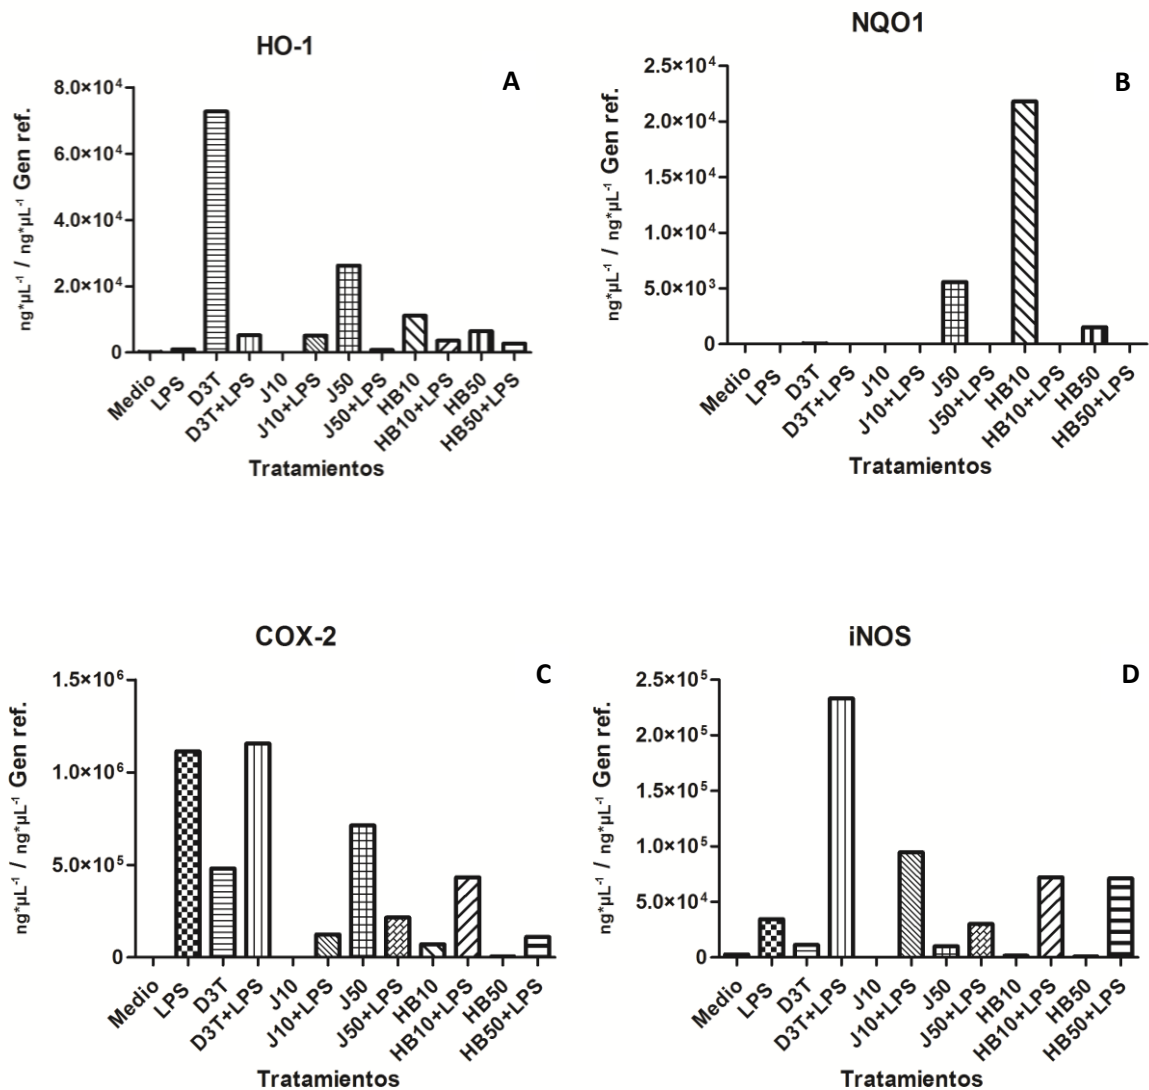 HO-1
A
8.0×10⁴
6.0×10⁴
4.0×10⁴
2.0×10⁴
0
ng*µL⁻¹ / ng*µL⁻¹ Gen ref.
Medio
LPS
D3T
D3T+LPS
J10
J10+LPS
J50
J50+LPS
HB10
HB10+LPS
HB50
HB50+LPS
Tratamientos
NQO1
B
2.5×10⁴
2.0×10⁴
1.5×10⁴
1.0×10⁴
5.0×10³
0
ng*µL⁻¹ / ng*µL⁻¹ Gen ref.
Medio
LPS
D3T
D3T+LPS
J10
J10+LPS
J50
J50+LPS
HB10
HB10+LPS
HB50
HB50+LPS
Tratamientos
COX-2
C
1.5×10⁶
1.0×10⁶
5.0×10⁵
0
ng*µL⁻¹ / ng*µL⁻¹ Gen ref.
Medio
LPS
D3T
D3T+LPS
J10
J10+LPS
J50
J50+LPS
HB10
HB10+LPS
HB50
HB50+LPS
Tratamientos
iNOS
D
2.5×10⁵
2.0×10⁵
1.5×10⁵
1.0×10⁵
5.0×10⁴
0
ng*µL⁻¹ / ng*µL⁻¹ Gen ref.
Medio
LPS
D3T
D3T+LPS
J10
J10+LPS
J50
J50+LPS
HB10
HB10+LPS
HB50
HB50+LPS
Tratamientos